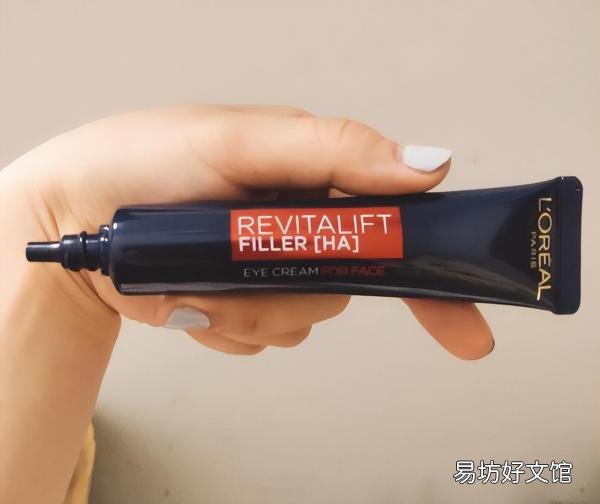 REVITALIFT
FILLER [HA]
EYE CREAM FOR FACE
L'ORÉAL
PARIS
易坊好文馆